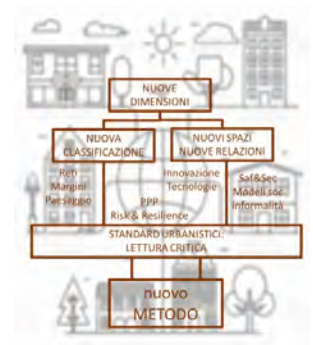 NUOVE
DIMENSIONI
NUOVA
CLASSIFICAZIONE
NUOVI SPAZI
NUOVE RELAZIONI
Reti
Margini
Paesaggio
Innovazione
Tecnologie
PPP
Risk & Resilience
Saf&Sec
Modeli soc
Informalità
STANDARD URBANISTICI:
LETTURA CRITICA
nuovo
METODO